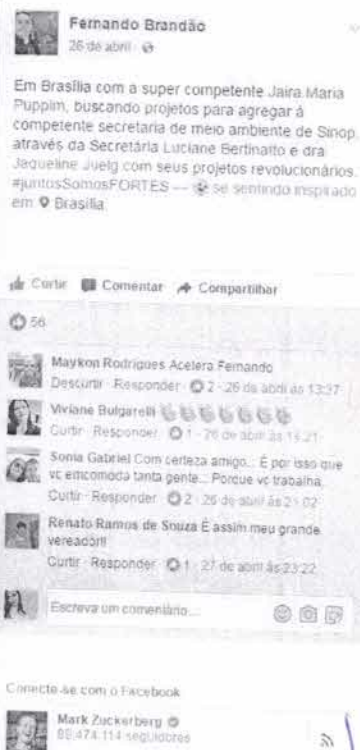 Fernando Brandão
26 de abril
Em Brasília com a super competente Jaira Maria
Puppim, buscando projetos para agregar á
competente secretaria de meio ambiente de Sinop
através da Secretária Luciane Bertinatto e dra
Jaqueline Juelg com seus projetos revolucionários.
#juntosSomosFORTES — se sentindo inspirado
em Brasília.
Curtir Comentar Compartilhar
56
Maykon Rodrigues Acelera Fernando
Descurtir · Responder · 2 · 26 de abril às 13:37
Viviane Bulgarelli
Curtir · Responder · 1 · 26 de abril às
Sonia Gabriel Com certeza amigo... É por isso que
vc emcomoda tanta gente... Porque vc trabalha.
Curtir · Responder · 2 · 26 de abril às 21:02
Renato Ramos de Souza É assim meu grande
vereador!!
Curtir · Responder · 1 · 27 de abril às 23:22
Escreva um comentário...
Conecte-se com o Facebook
Mark Zuckerberg
89.474.114 seguidores